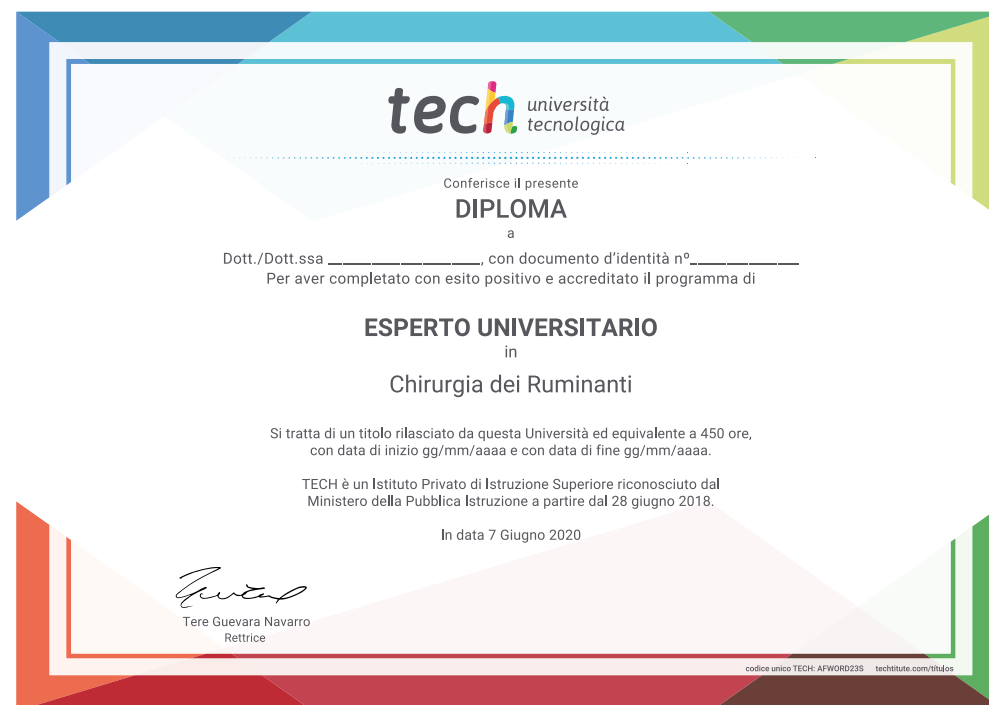 tech università
tecnologica
Conferisce il presente
DIPLOMA
a
Dott./Dott.ssa ____________________, con documento d'identità nº______________
Per aver completato con esito positivo e accreditato il programma di
ESPERTO UNIVERSITARIO
in
Chirurgia dei Ruminanti
Si tratta di un titolo rilasciato da questa Università ed equivalente a 450 ore,
con data di inizio gg/mm/aaaa e con data di fine gg/mm/aaaa.
TECH è un Istituto Privato di Istruzione Superiore riconosciuto dal
Ministero della Pubblica Istruzione a partire dal 28 giugno 2018.
In data 7 Giugno 2020
Tere Guevara Navarro
Rettrice
codice unico TECH: AFWORD23S techtitute.com/títulos